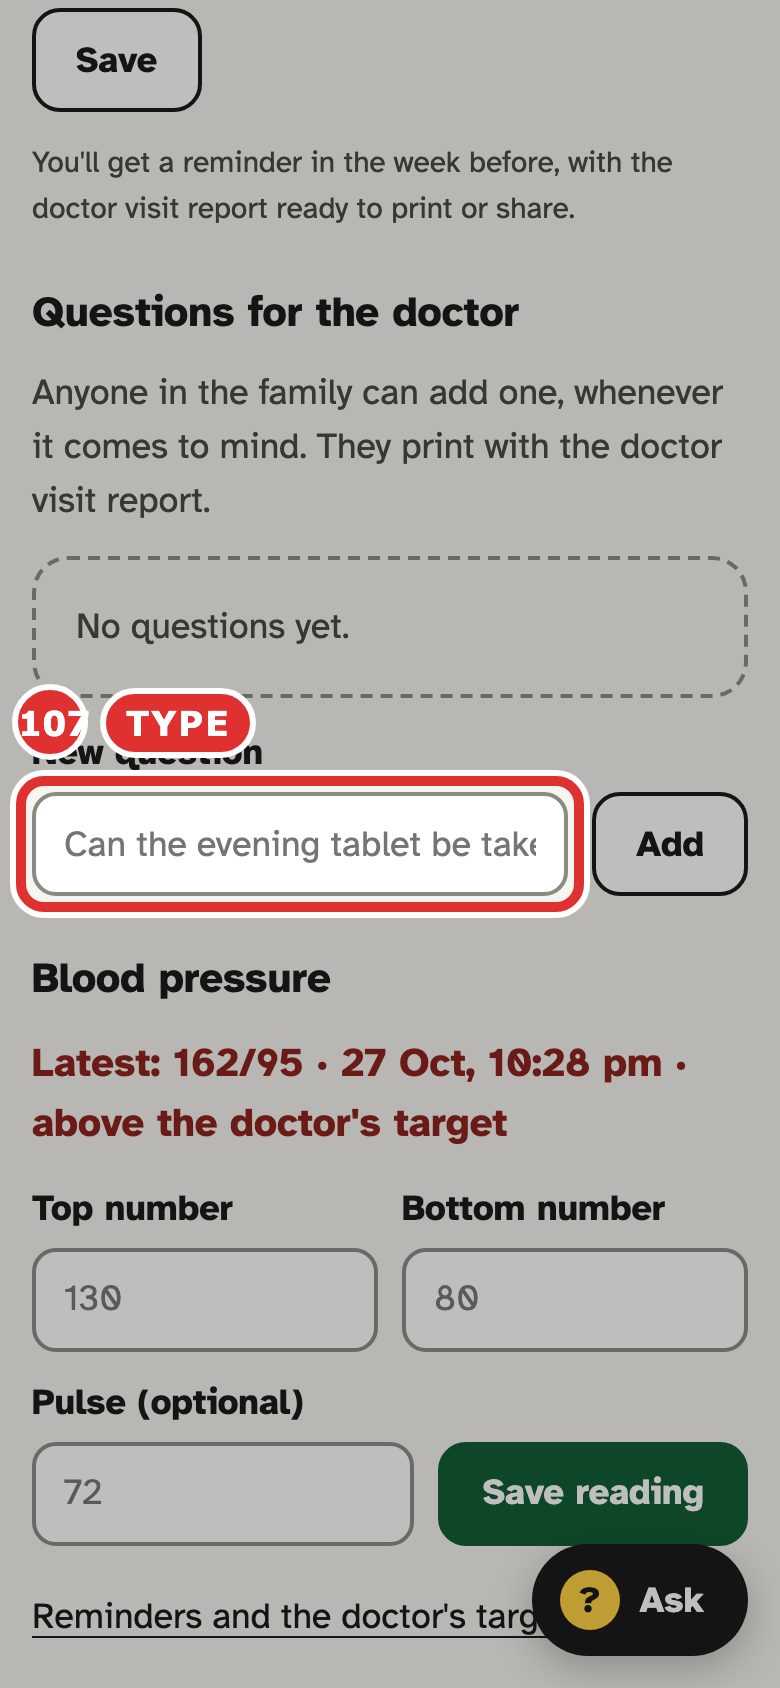 Save
You'll get a reminder in the week before, with the
doctor visit report ready to print or share.
Questions for the doctor
Anyone in the family can add one, whenever
it comes to mind. They print with the doctor
visit report.
No questions yet.
107 TYPE
New question
Can the evening tablet be take
Add
Blood pressure
Latest: 162/95 · 27 Oct, 10:28 pm ·
above the doctor's target
Top number Bottom number
130 80
Pulse (optional)
72 Save reading
Reminders and the doctor's targ
? Ask